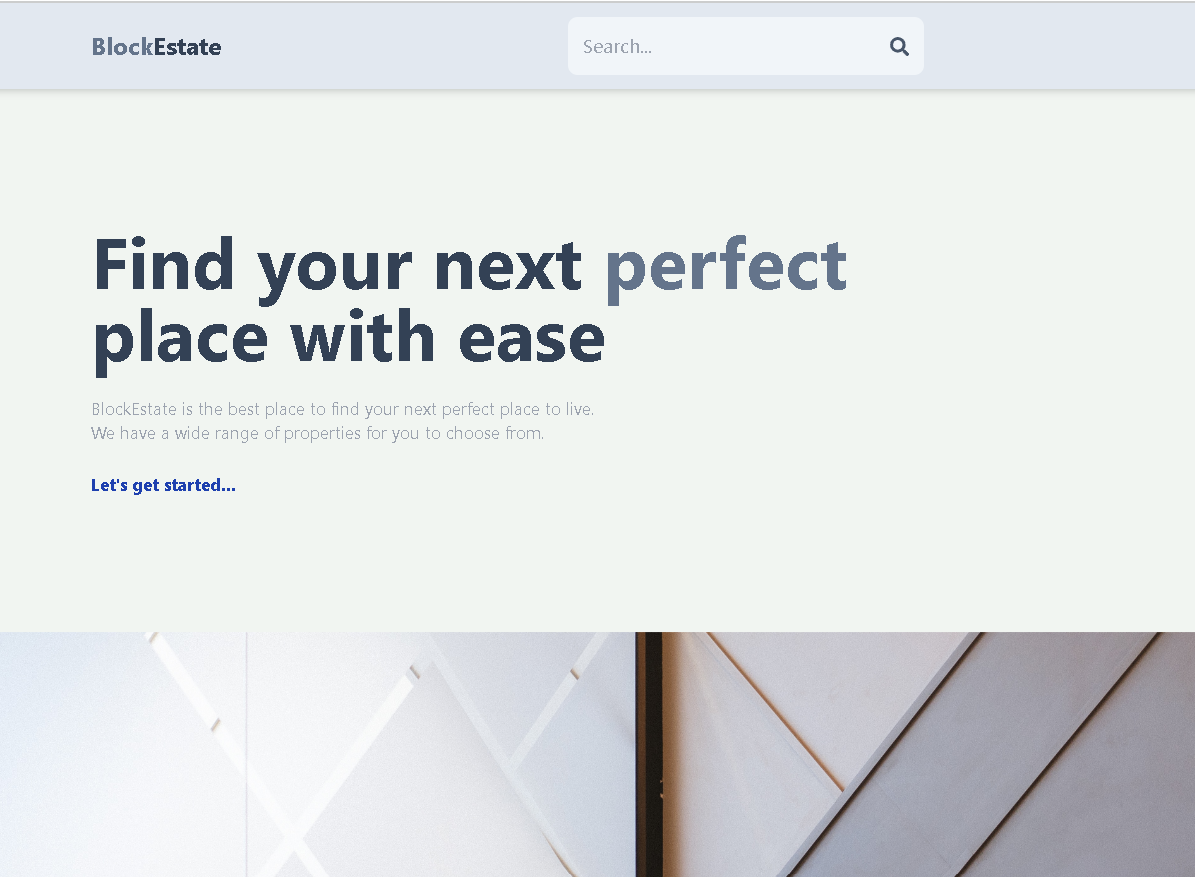 BlockEstate
Search...
Find your next perfect
place with ease
BlockEstate is the best place to find your next perfect place to live.
We have a wide range of properties for you to choose from.
Let's get started...